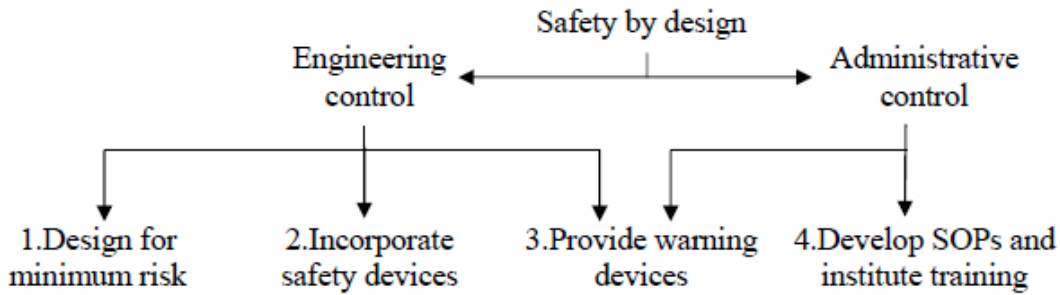 Safety by design
Engineering
control
Administrative
control
1.Design for
minimum risk
2.Incorporate
safety devices
3.Provide warning
devices
4.Develop SOPs and
institute training